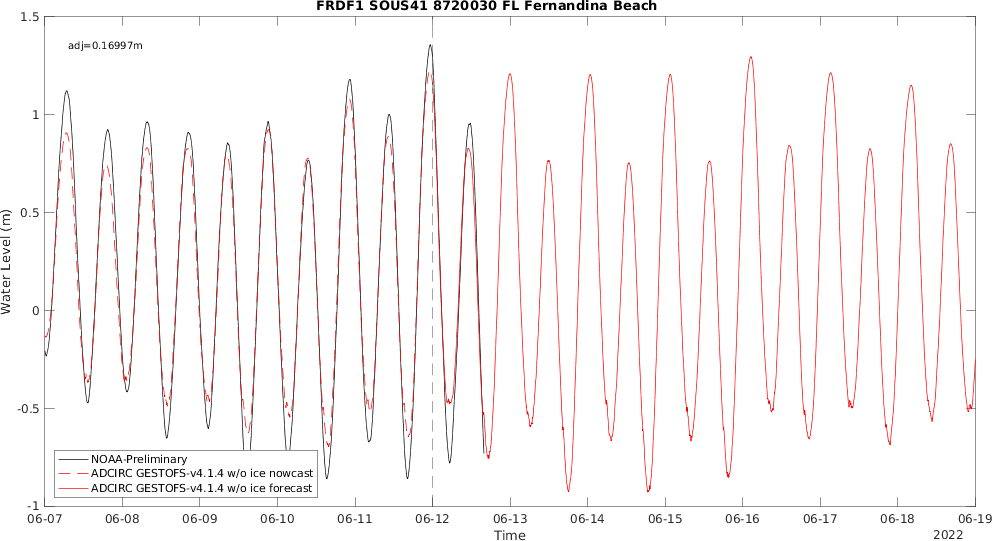 FRDF1 SOUS41 8720030 FL Fernandina Beach
1.5
adj=0.16997m
1
0.5
0
-0.5
-1
Water Level (m)
NOAA-Preliminary
ADCIRC GESTOFS-v4.1.4 w/o ice nowcast
ADCIRC GESTOFS-v4.1.4 w/o ice forecast
06-07 06-08 06-09 06-10 06-11 06-12 06-13 06-14 06-15 06-16 06-17 06-18 06-19
Time
2022